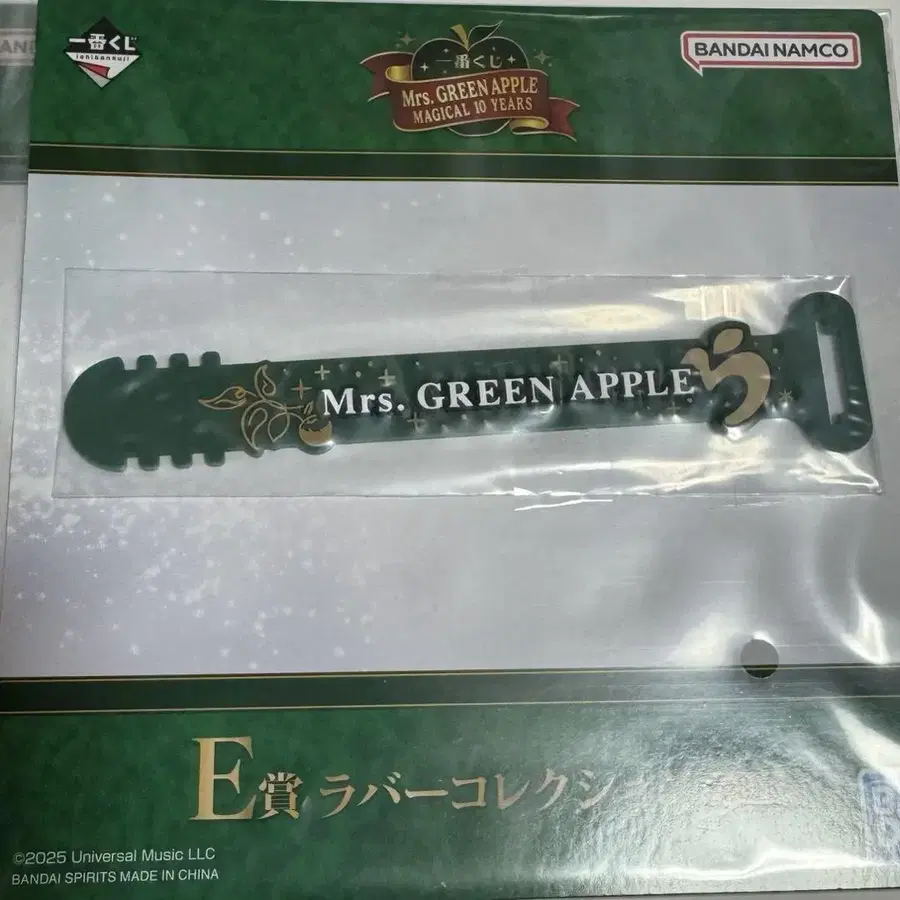 一番くじ
IchibanKuji
一番くじ
Mrs. GREEN APPLE
MAGICAL 10 YEARS
BANDAI NAMCO
Mrs. GREEN APPLE
E賞 ラバーコレクション
©2025 Universal Music LLC
BANDAI SPIRITS MADE IN CHINA